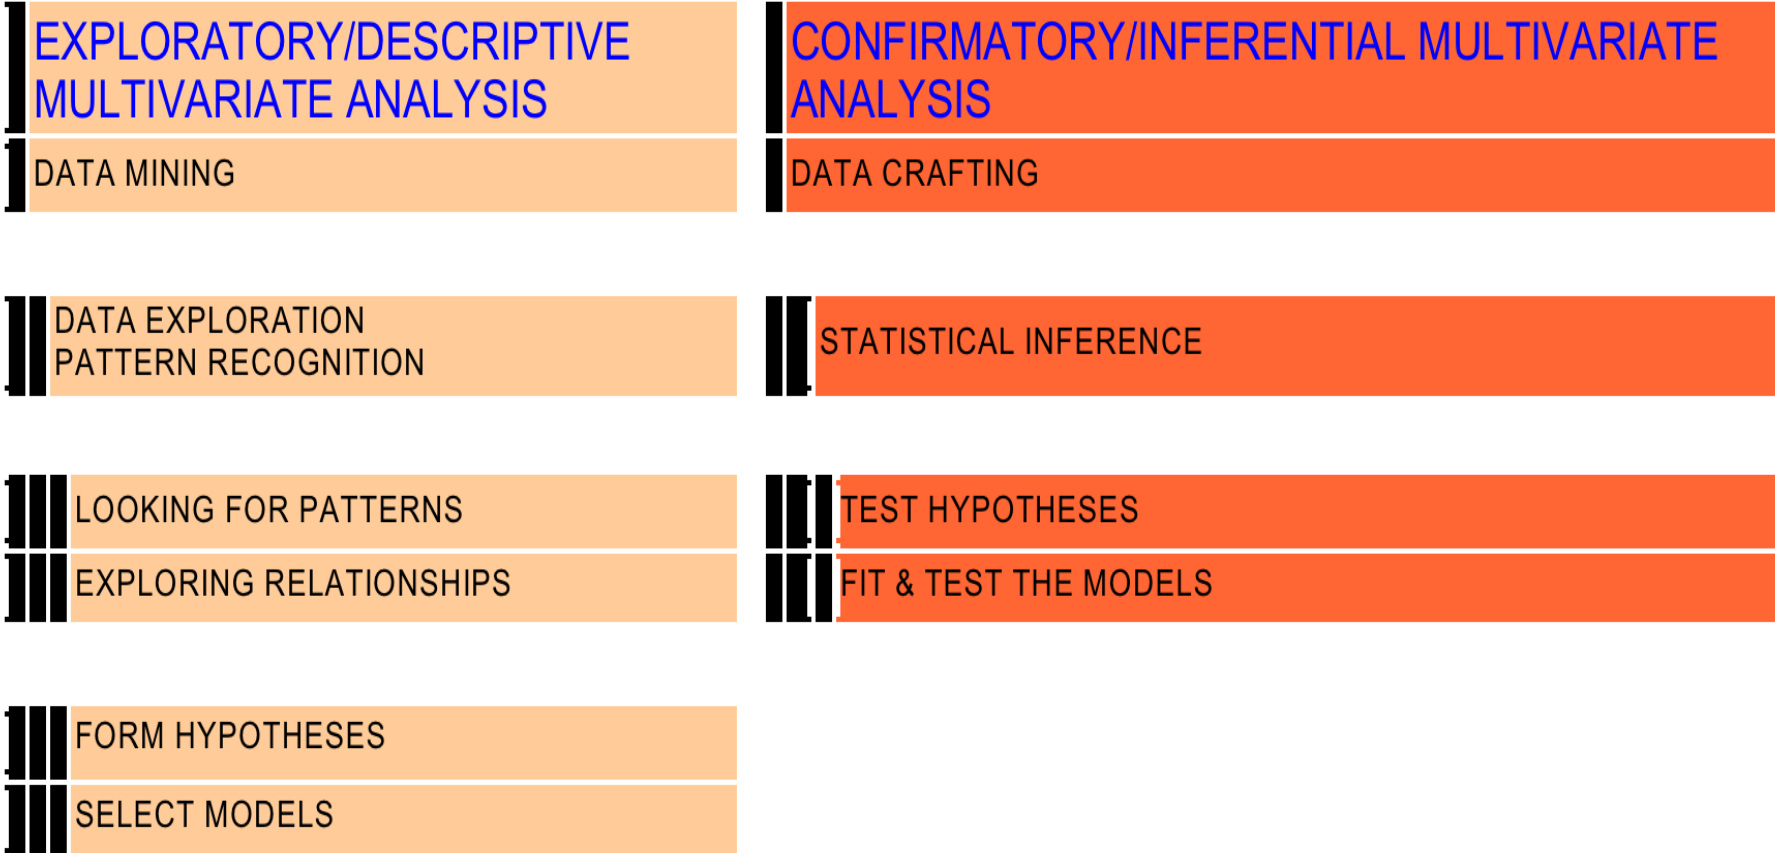 EXPLORATORY/DESCRIPTIVE
MULTIVARIATE ANALYSIS
DATA MINING
DATA EXPLORATION
PATTERN RECOGNITION
LOOKING FOR PATTERNS
EXPLORING RELATIONSHIPS
FORM HYPOTHESES
SELECT MODELS
CONFIRMATORY/INFERENTIAL MULTIVARIATE
ANALYSIS
DATA CRAFTING
STATISTICAL INFERENCE
TEST HYPOTHESES
FIT & TEST THE MODELS